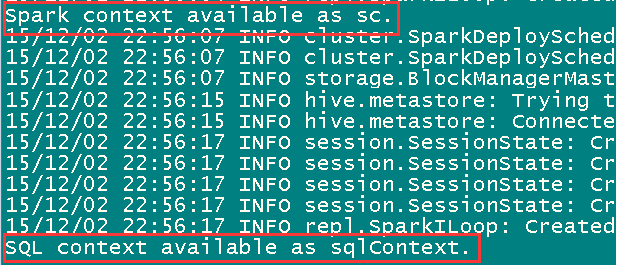 Spark context available as sc.
15/12/02 22:56:07 INFO cluster.SparkDeploySched
15/12/02 22:56:07 INFO cluster.SparkDeploySched
15/12/02 22:56:07 INFO storage.BlockManagerMast
15/12/02 22:56:15 INFO hive.metastore: Trying t
15/12/02 22:56:15 INFO hive.metastore: Connecte
15/12/02 22:56:17 INFO session.SessionState: Cr
15/12/02 22:56:17 INFO session.SessionState: Cr
15/12/02 22:56:17 INFO session.SessionState: Cr
15/12/02 22:56:17 INFO session.SessionState: Cr
15/12/02 22:56:17 INFO repl.SparkILoop: Created
SQL context available as sqlContext.